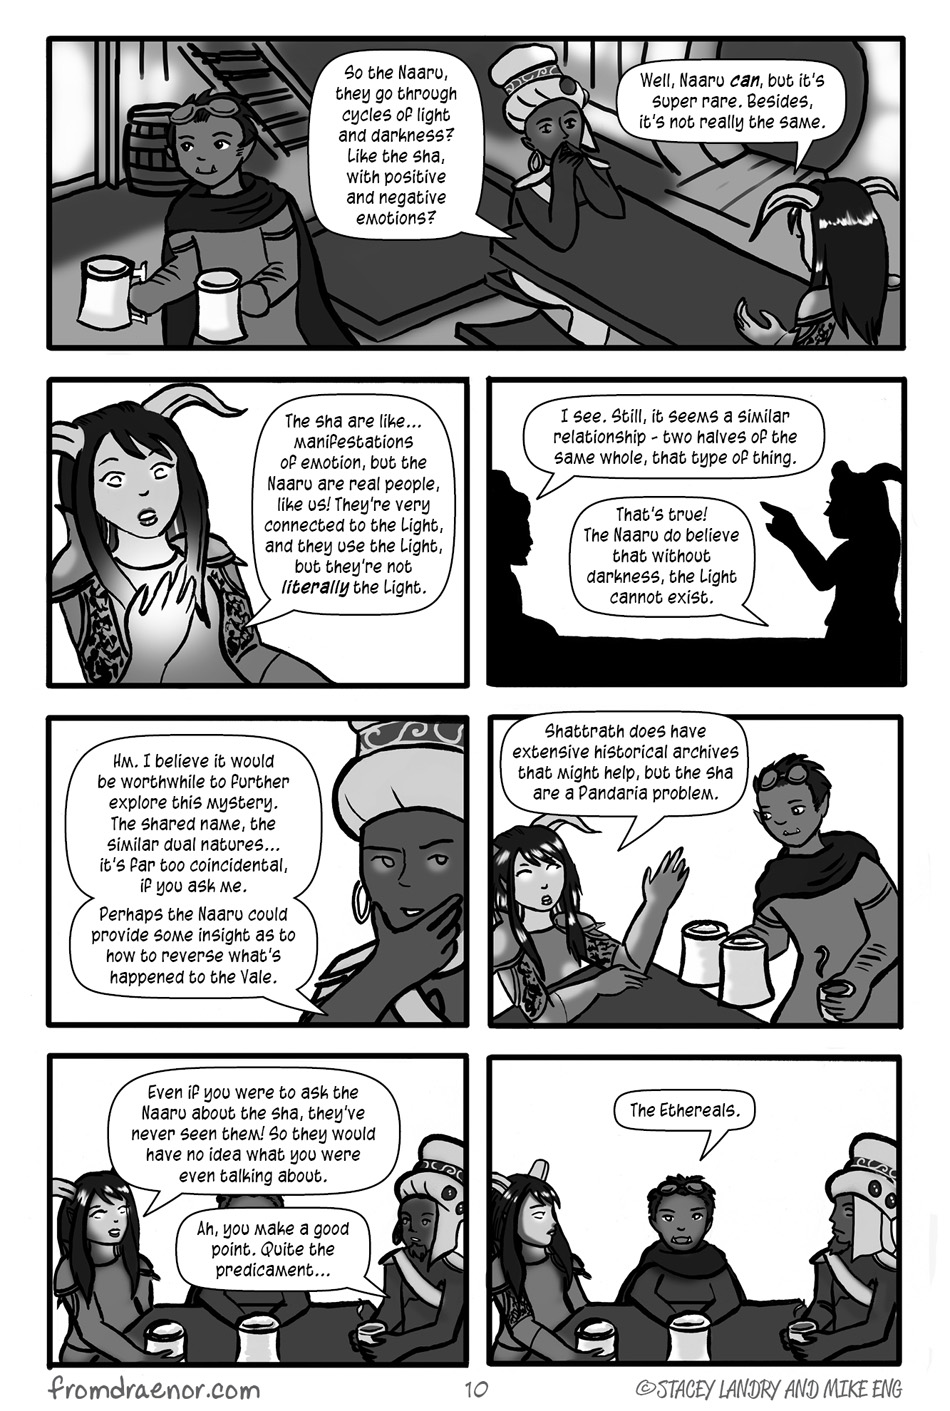 So the Naaru,
they go through
cycles of light
and darkness?
Like the sha,
with positive
and negative
emotions?
Well, Naaru can, but it's
super rare. Besides,
it's not really the same.
The sha are like...
manifestations
of emotion, but the
Naaru are real people,
like us! They're very
connected to the Light,
and they use the Light,
but they're not
literally the Light.
I see. Still, it seems a similar
relationship - two halves of the
same whole, that type of thing.
That's true!
The Naaru do believe
that without
darkness, the Light
cannot exist.
Hm. I believe it would
be worthwhile to further
explore this mystery.
The shared name, the
similar dual natures...
it's far too coincidental,
if you ask me.
Perhaps the Naaru could
provide some insight as to
how to reverse what's
happened to the Vale.
Shattrath does have
extensive historical archives
that might help, but the sha
are a Pandaria problem.
Even if you were to ask the
Naaru about the sha, they've
never seen them! So they would
have no idea what you were
even talking about.
Ah, you make a good
point. Quite the
predicament...
The Ethereals.
fromdraenor.com
10
©STACEY LANDRY AND MIKE ENG